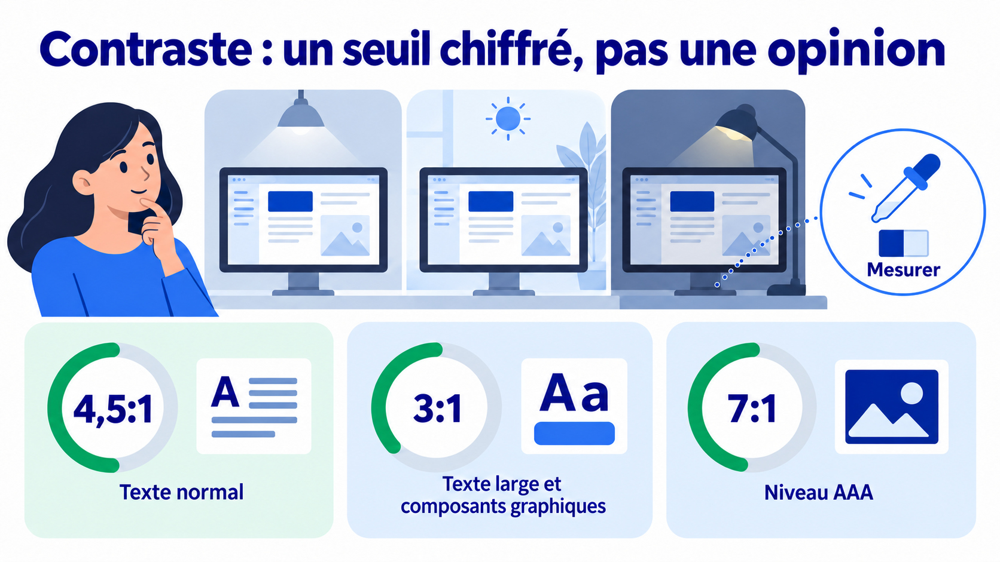 Contraste : un seuil chiffré, pas une opinion
Mesurer
4,5:1
A
Texte normal
3:1
Aa
Texte large et
composants graphiques
7:1
Niveau AAA